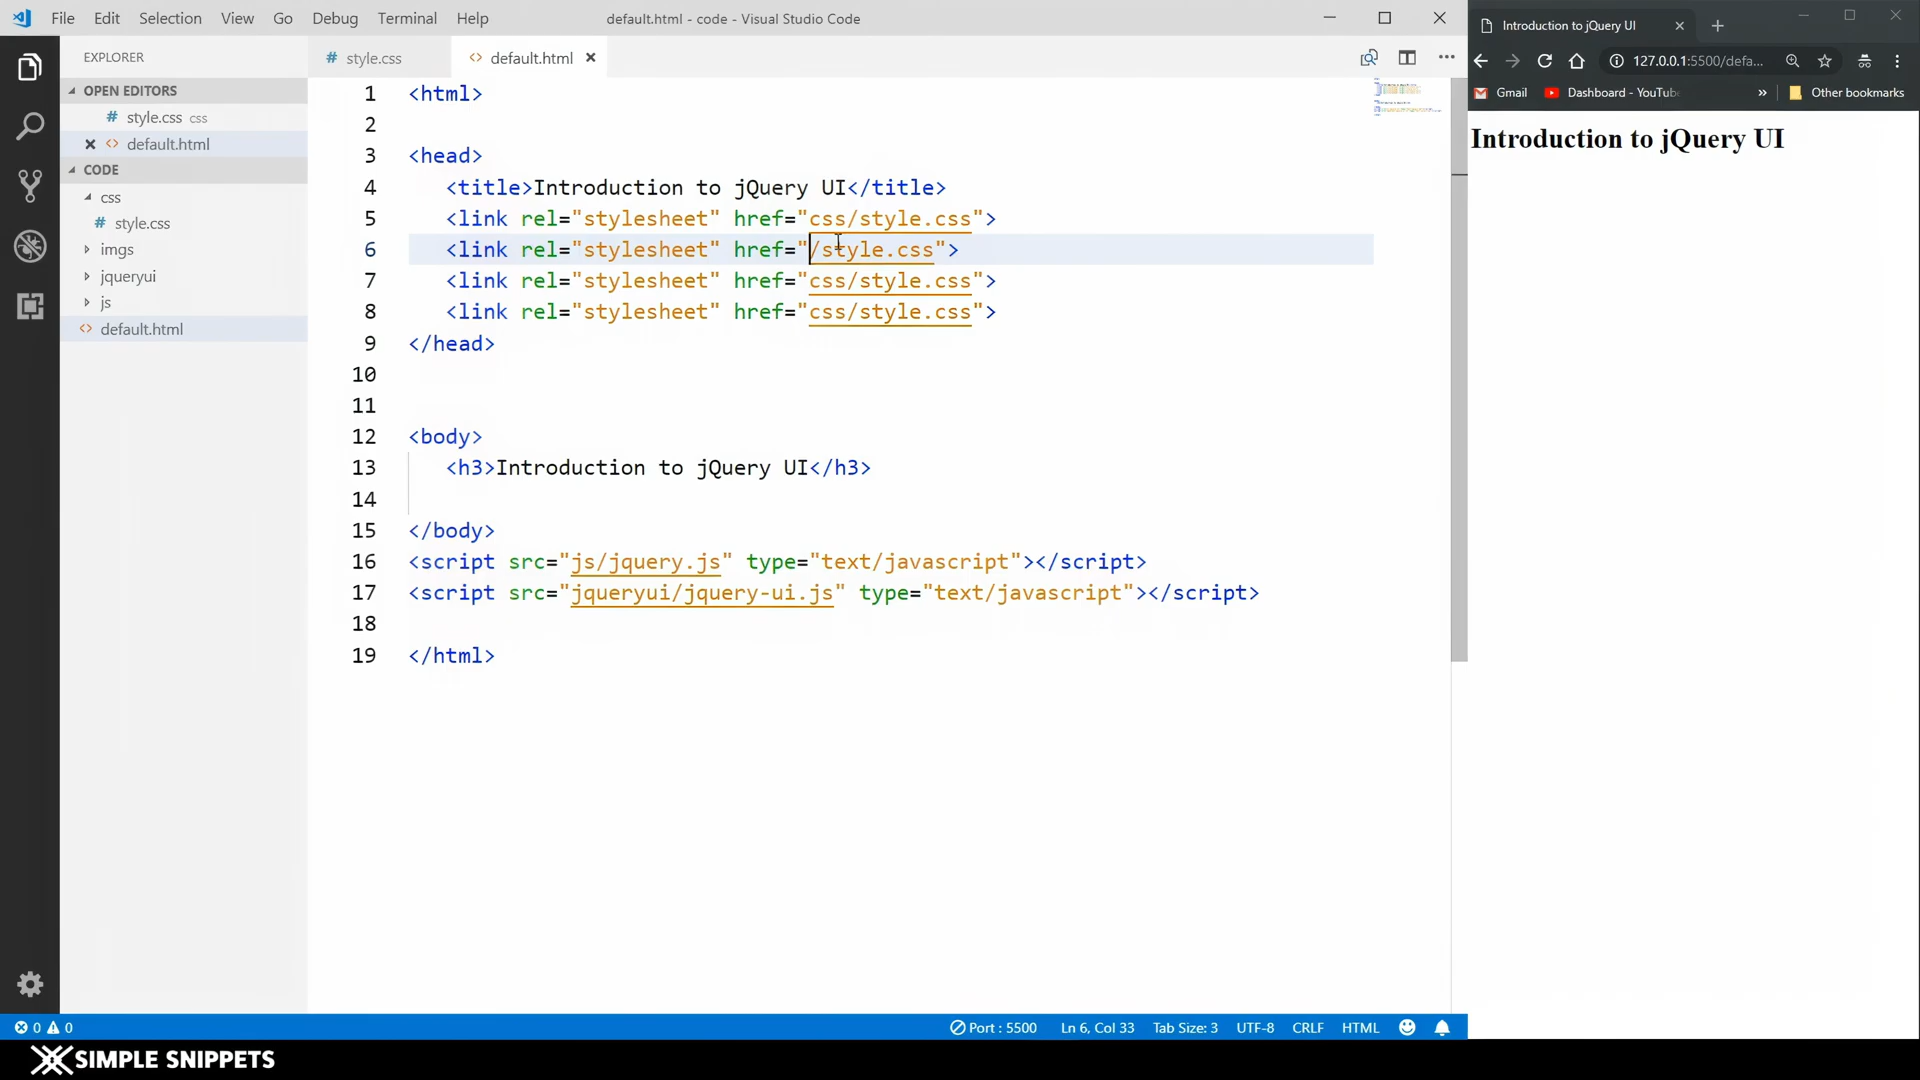 File Edit Selection View Go Debug Terminal Help
default.html - code - Visual Studio Code
Introduction to jQuery UI
EXPLORER
style.css
default.html
127.0.0.1:5500/defa...
Gmail
Dashboard - YouTub
»
Other bookmarks
OPEN EDITORS
style.css css
default.html
CODE
css
style.css
imgs
jqueryui
js
default.html
1 <html>
2
3 <head>
4 <title>Introduction to jQuery UI</title>
5 <link rel="stylesheet" href="css/style.css">
6 <link rel="stylesheet" href="/style.css">
7 <link rel="stylesheet" href="css/style.css">
8 <link rel="stylesheet" href="css/style.css">
9 </head>
10
11
12 <body>
13 <h3>Introduction to jQuery UI</h3>
14
15 </body>
16 <script src="js/jquery.js" type="text/javascript"></script>
17 <script src="jqueryui/jquery-ui.js" type="text/javascript"></script>
18
19 </html>
Introduction to jQuery UI
0 0
Port : 5500
Ln 6, Col 33
Tab Size: 3
UTF-8
CRLF
HTML
SIMPLE SNIPPETS